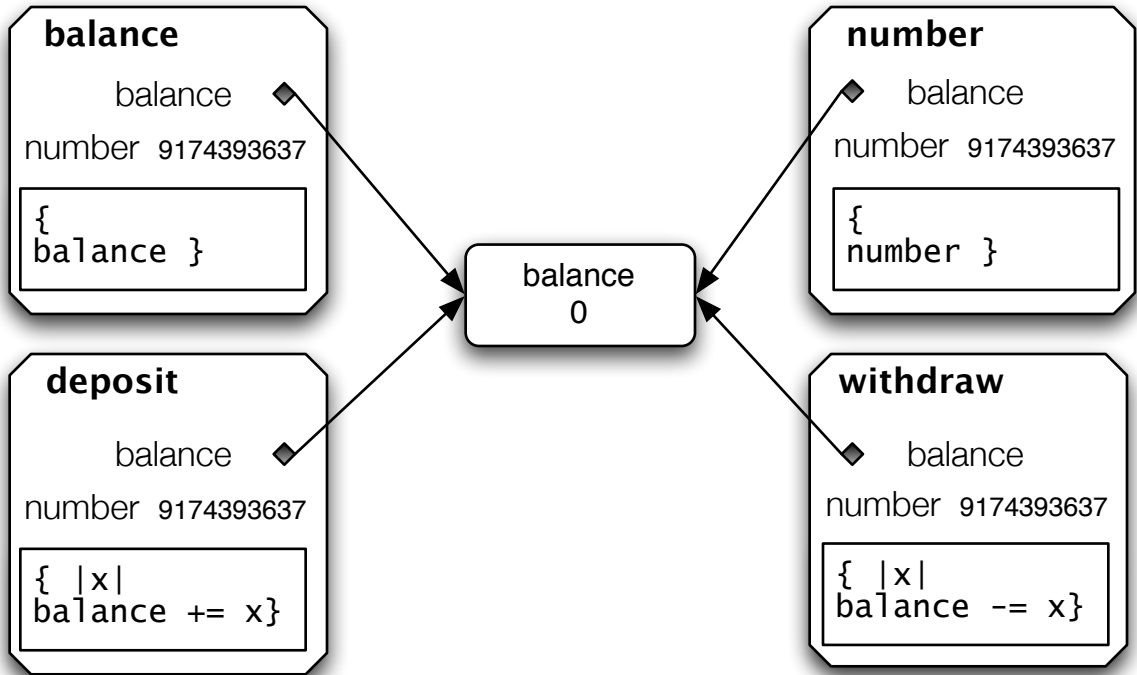 balance
balance
number 9174393637
{
balance }
number
balance
number 9174393637
{
number }
balance
0
deposit
balance
number 9174393637
{ |x|
balance += x}
withdraw
balance
number 9174393637
{ |x|
balance -= x}